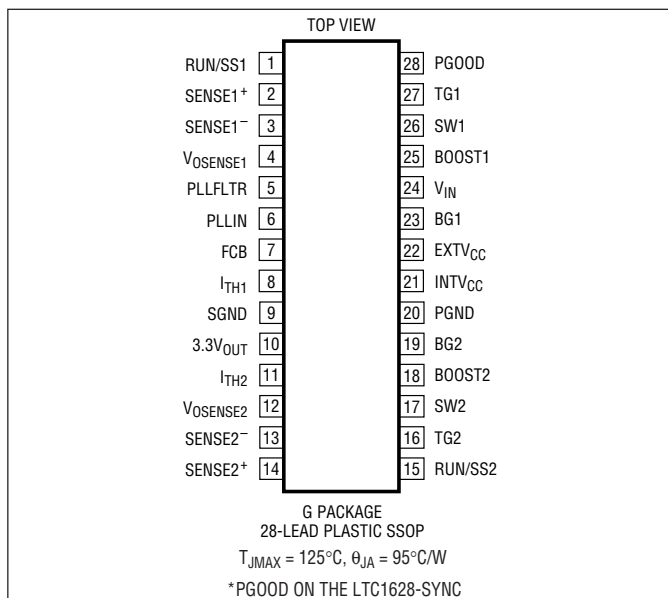 TOP VIEW
RUN/SS1 1
SENSE1+ 2
SENSE1− 3
VOSENSE1 4
PLLFLTR 5
PLLIN 6
FCB 7
ITH1 8
SGND 9
3.3VOUT 10
ITH2 11
VOSENSE2 12
SENSE2− 13
SENSE2+ 14
28 PGOOD
27 TG1
26 SW1
25 BOOST1
24 VIN
23 BG1
22 EXTVCC
21 INTVCC
20 PGND
19 BG2
18 BOOST2
17 SW2
16 TG2
15 RUN/SS2
G PACKAGE
28-LEAD PLASTIC SSOP
TJMAX = 125°C, θJA = 95°C/W
*PGOOD ON THE LTC1628-SYNC